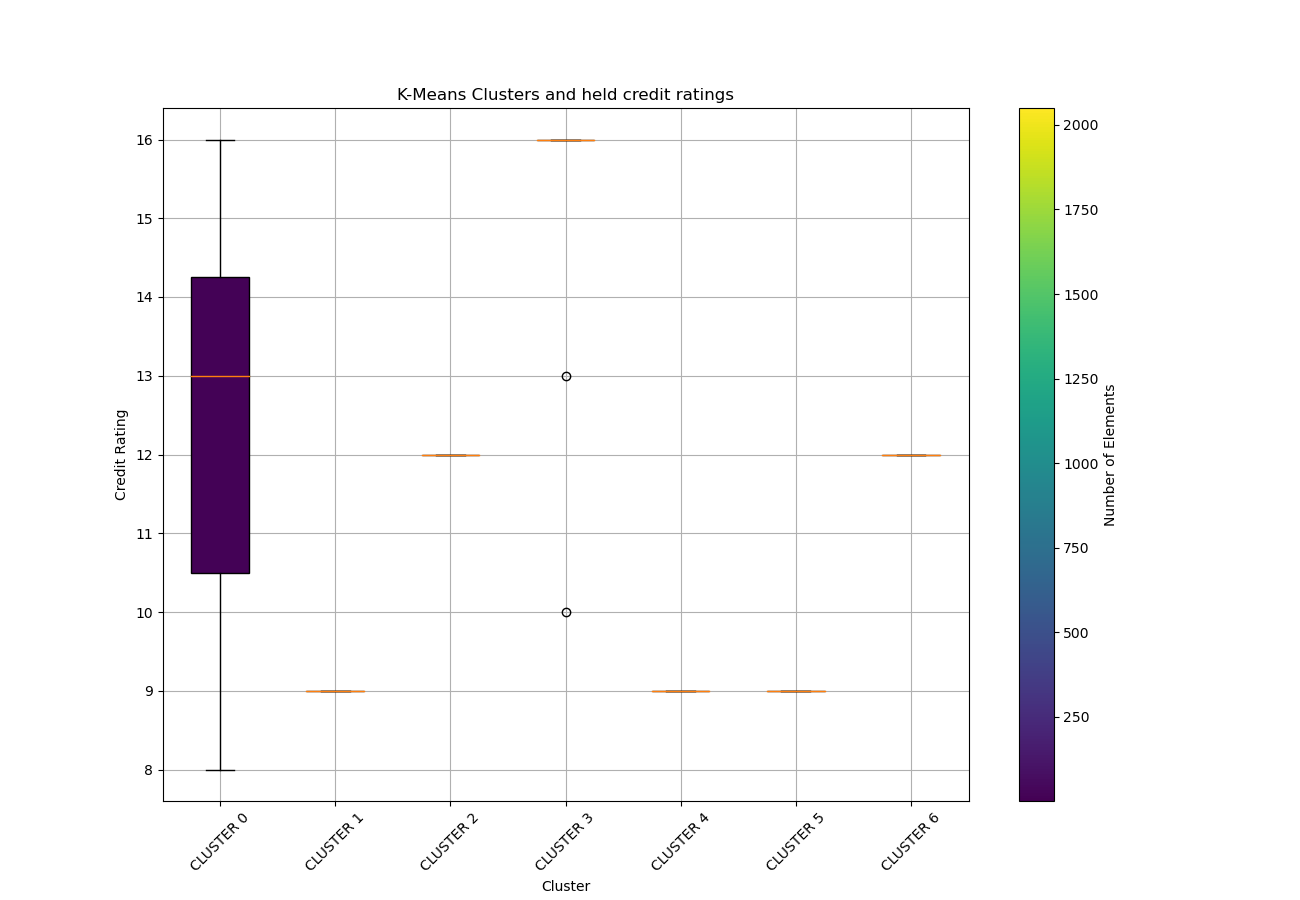 K-Means Clusters and held credit ratings
Credit Rating
16
15
14
13
12
11
10
9
8
CLUSTER 0
CLUSTER 1
CLUSTER 2
CLUSTER 3
CLUSTER 4
CLUSTER 5
CLUSTER 6
Cluster
2000
1750
1500
1250
1000
750
500
250
Number of Elements